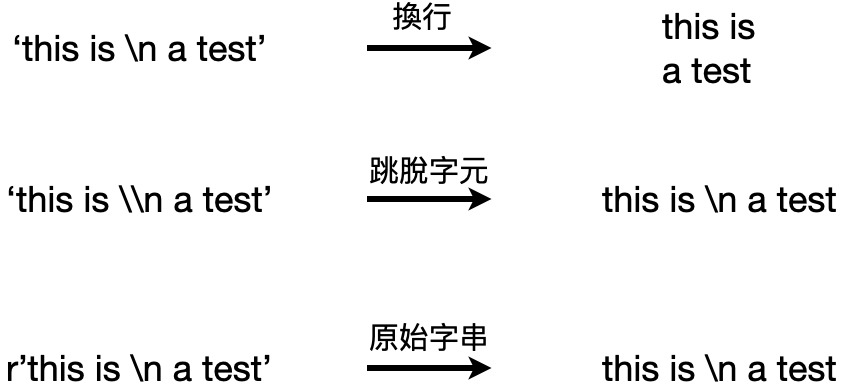 ‘this is \n a test’
換行
this is
a test
‘this is \\n a test’
跳脫字元
this is \n a test
r’this is \n a test’
原始字串
this is \n a test